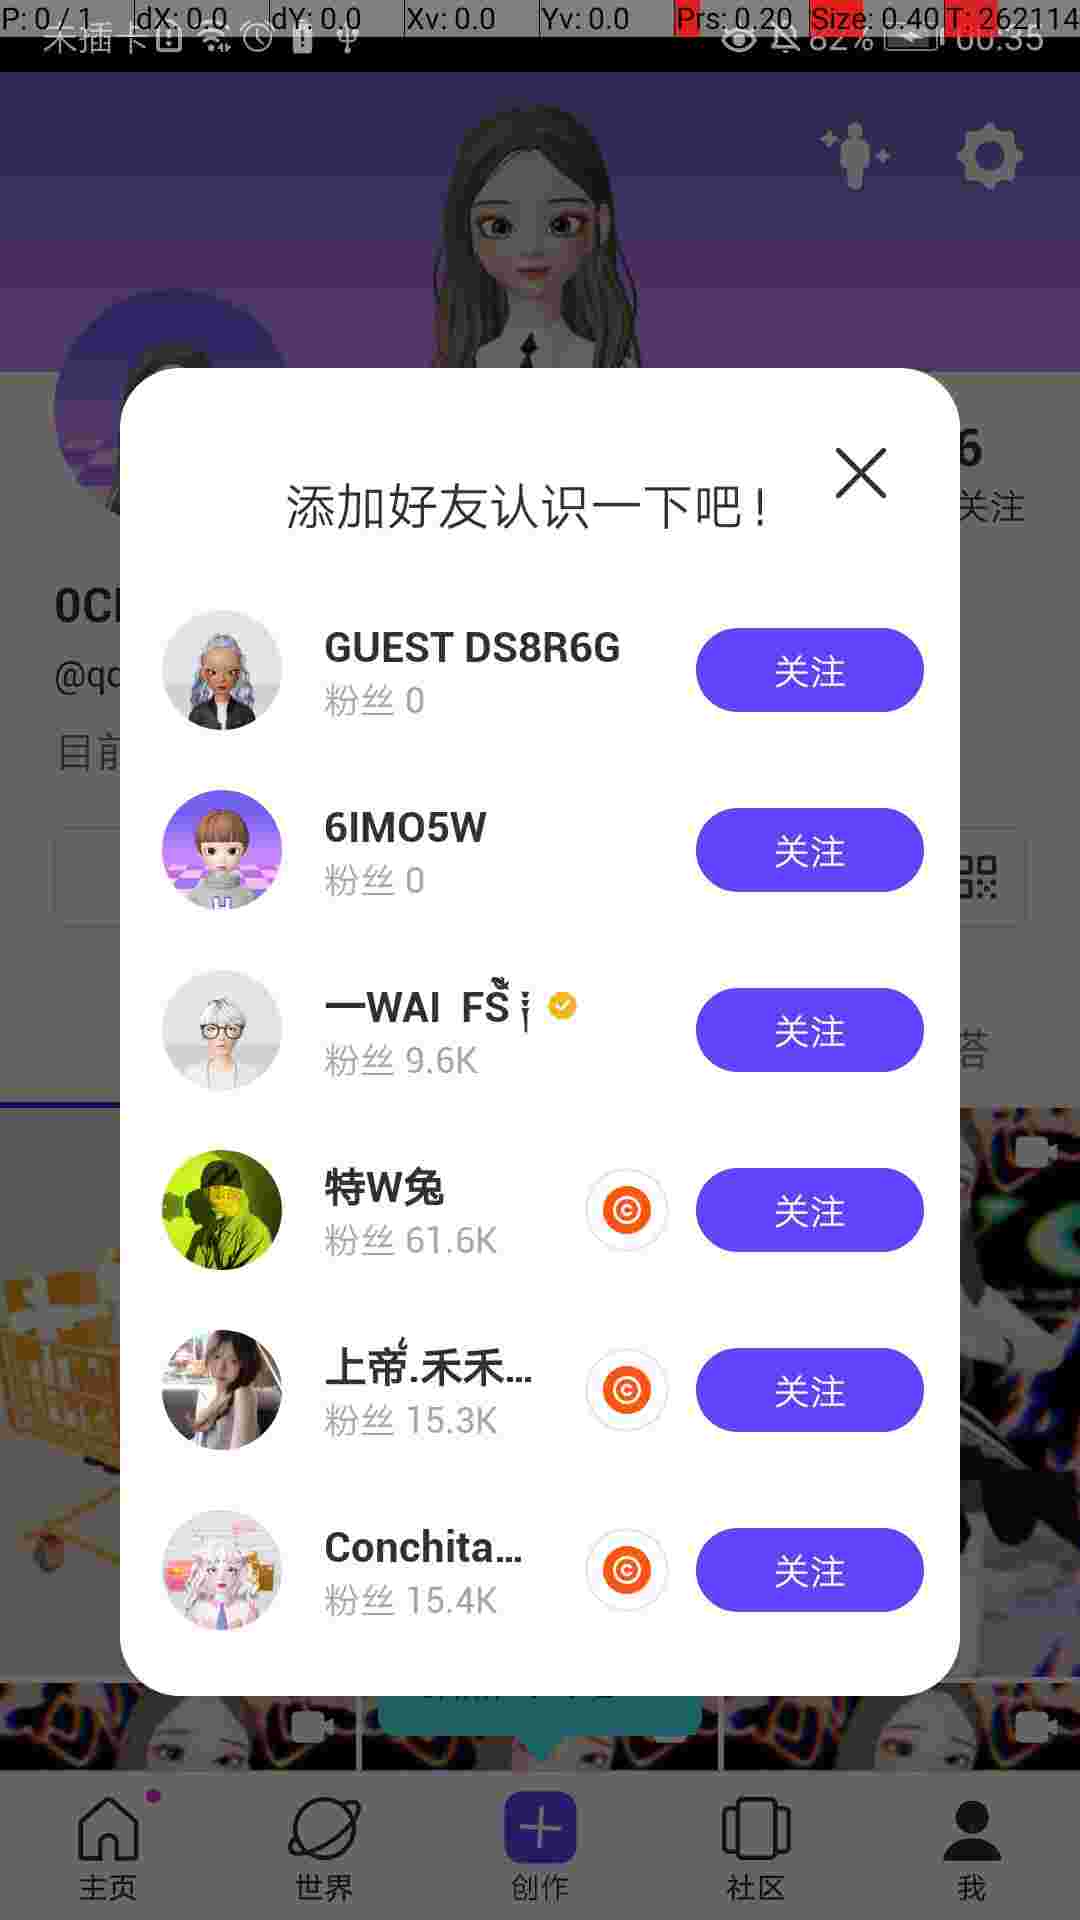 P: 0 / 1 dX: 0.0 dY: 0.0 Xv: 0.0 Yv: 0.0 Prs: 0.20 Size: 0.40 T: 262114
未插卡 82% 00:35
6
关注
添加好友认识一下吧！
@qc
目前
GUEST DS8R6G
粉丝 0
关注
6IMO5W
粉丝 0
关注
一WAI FS
粉丝 9.6K
关注
特W兔
粉丝 61.6K
关注
上帝.禾禾...
粉丝 15.3K
关注
Conchita...
粉丝 15.4K
关注
主页 世界 创作 社区 我